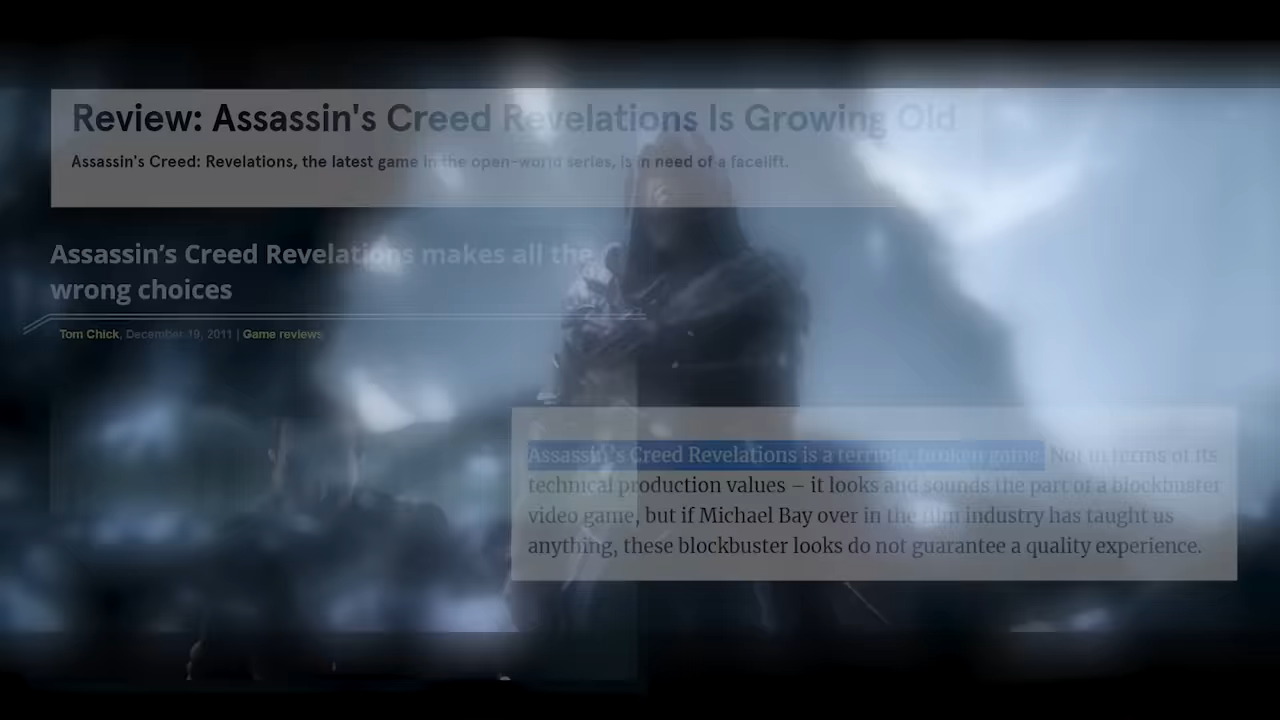 Review: Assassin's Creed Revelations Is Growing Old
Assassin's Creed: Revelations, the latest game in the open-world series, is in need of a facelift.
Assassin’s Creed Revelations makes all the
wrong choices
Tom Chick, December 19, 2011 | Game reviews
Assassin’s Creed Revelations is a terrible, broken game. Not in terms of its
technical production values – it looks and sounds the part of a blockbuster
video game, but if Michael Bay over in the film industry has taught us
anything, these blockbuster looks do not guarantee a quality experience.